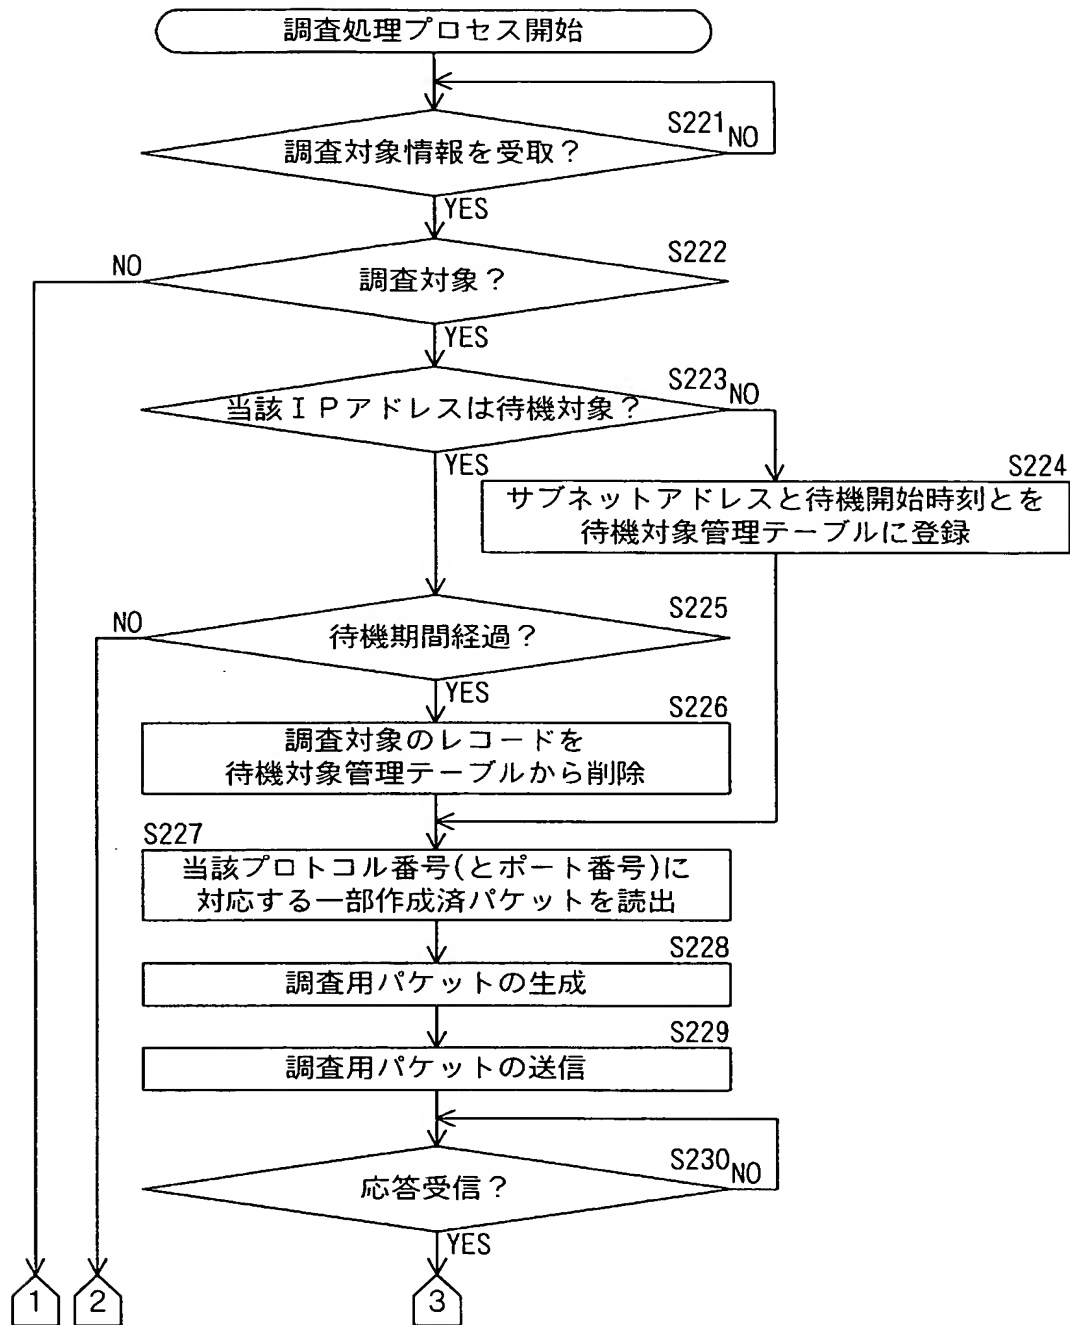 調査処理プロセス開始
S221
調査対象情報を受取?
NO
YES
S222
NO
調査対象?
YES
S223
当該IPアドレスは待機対象?
NO
YES
S224
サブネットアドレスと待機開始時刻とを
待機対象管理テーブルに登録
S225
NO
待機期間経過?
YES
S226
調査対象のレコードを
待機対象管理テーブルから削除
S227
当該プロトコル番号(とポート番号)に
対応する一部作成済パケットを読出
S228
調査用パケットの生成
S229
調査用パケットの送信
S230
応答受信?
NO
YES
1
2
3